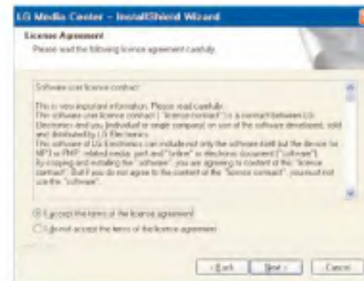 LG Media Center - InstallShield Wizard
License Agreement
Please read the following license agreement carefully.
Software user license contract
This is very important information. Please read carefully.
This software user license contract ( "license contract" ) is a contract between LG
Electronics and you (individual or single company) on use of the software developed, sold
and distributed by LG Electronics.
This software of LG Electronics can include not only the software itself but the device for
MP3 or PMP, related media, port and "online" or electronic document ("software").
By copying and installing the "software", you are agreeing to content of the "license
contract". But if you do not agree to the content of the "license contract", you must not
use the "software".
I accept the terms of the license agreement
I do not accept the terms of the license agreement
< Back Next > Cancel